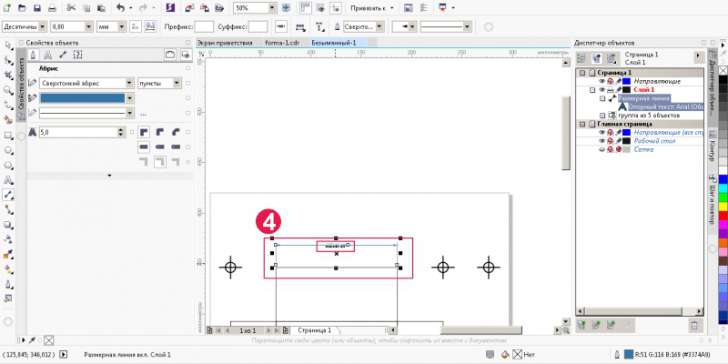 50%
Привязать к
Десятичные
0,00
мм
Префикс:
Суффикс:
Сверхто...
Свойства объекта
Экран приветствия
forma-1.cdr
Безымянный-1
Диспетчер объектов
Страница 1
Слой 1
Абрис
Сверхтонкий абрис
пункты
5,0
Страница 1
Направляющие
Слой 1
Размерная линия
Опорный текст: Arial (Обы
группа из 5 объектов
Главная страница
Направляющие (все стр
Рабочий стол
Сетка
4
Свойства объекта
Диспетчер объектов
Контур
Шаг и повтор
1 из 1
Страница 1
Перетащите сюда цвета (или объекты), чтобы сохранить их вместе с документом
( 125,845; 346,012 )
Размерная линия вкл. Слой 1
Нет
R:51 G:116 B:169 (#3374A9)